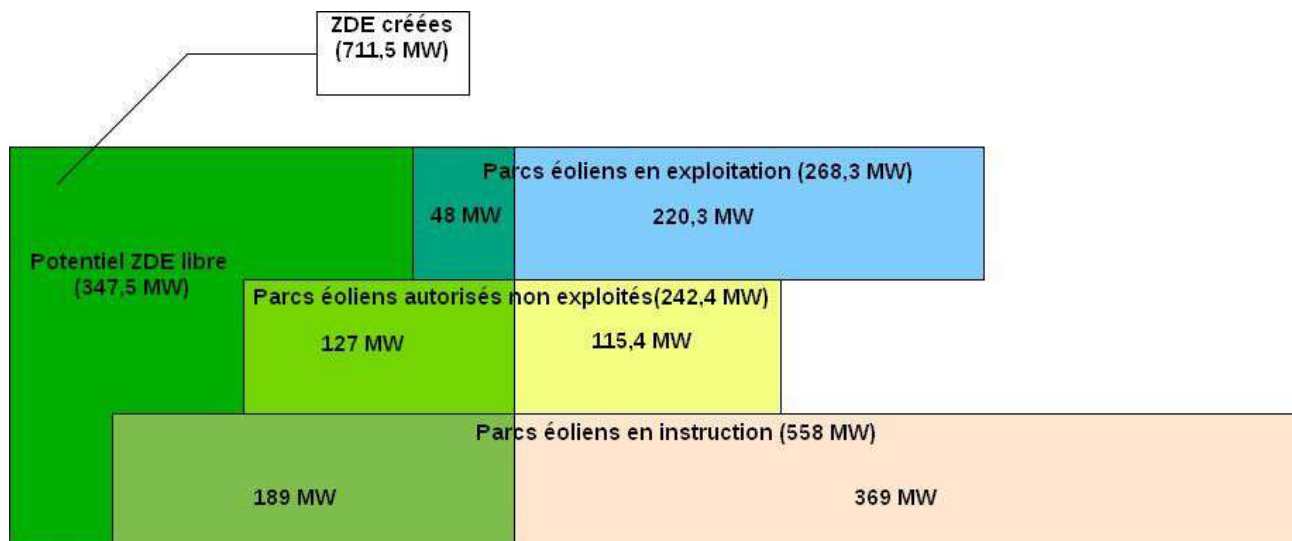 ZDE créées
(711,5 MW)
Parcs éoliens en exploitation (268,3 MW)
48 MW
220,3 MW
Potentiel ZDE libre
(347,5 MW)
Parcs éoliens autorisés non exploités(242,4 MW)
127 MW
115,4 MW
Parcs éoliens en instruction (558 MW)
189 MW
369 MW